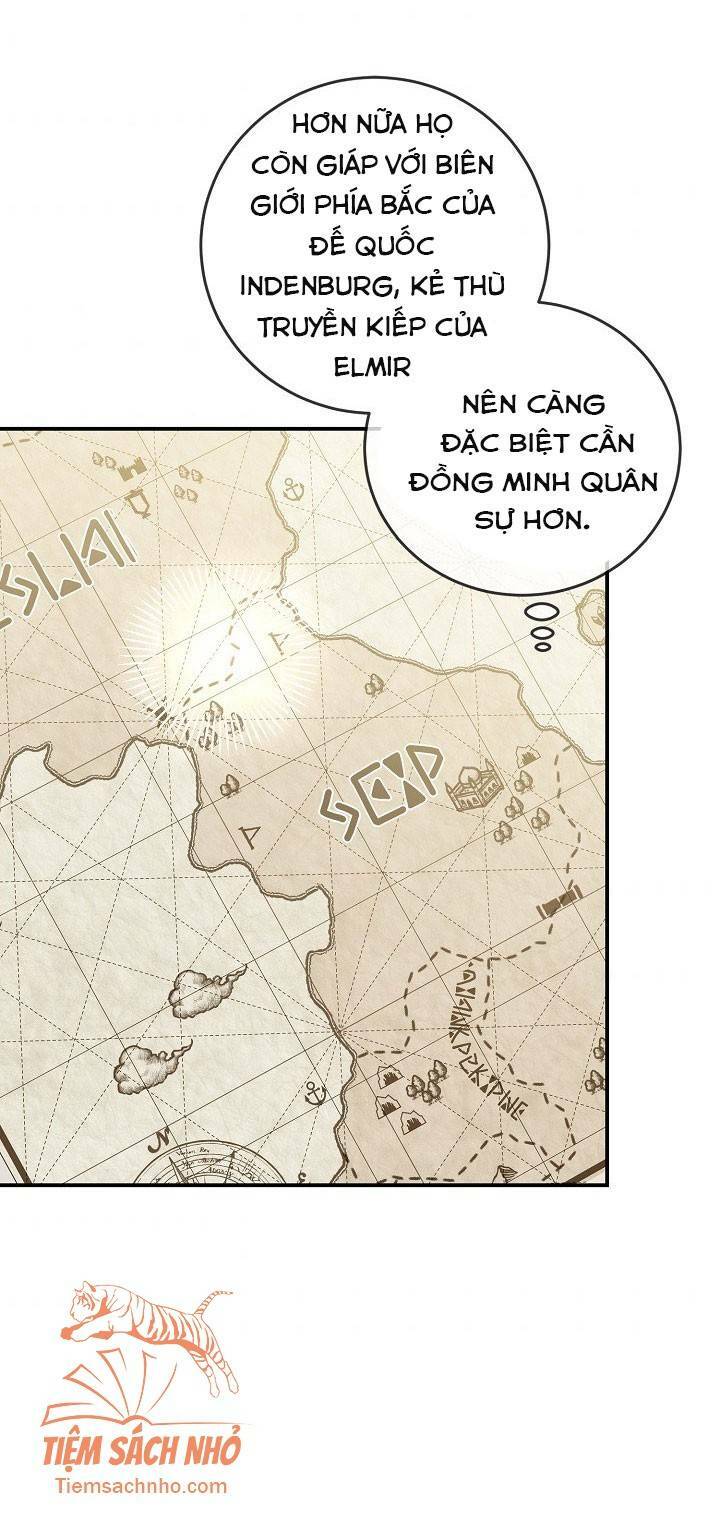 HƠN NỮA HỌ
CÒN GIÁP VỚI BIÊN
GIỚI PHÍA BẮC CỦA
ĐẾ QUỐC
INDENBURG, KẺ THÙ
TRUYỀN KIẾP CỦA
ELMIR
NÊN CÀNG
ĐẶC BIỆT CẦN
ĐỒNG MINH QUÂN
SỰ HƠN.
N
TIỆM SÁCH NHỎ
Tiemsachnho.com